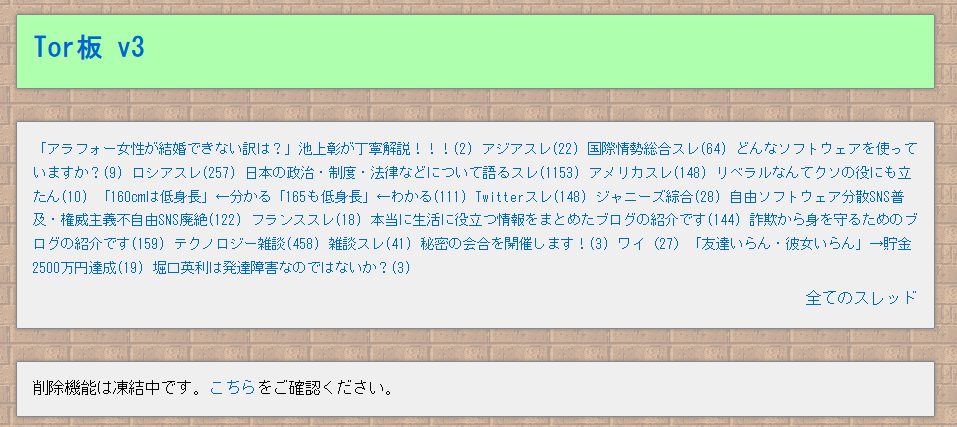 Tor板 v3
「アラフォー女性が結婚できない訳は？」池上彰が丁寧解説！！！(2) アジアスレ(22) 国際情勢総合スレ(64) どんなソフトウェアを使って
いますか？(9) ロシアスレ(257) 日本の政治・制度・法律などについて語るスレ(1153) アメリカスレ(148) リベラルなんてクソの役にも立
たん(10) 「160cmは低身長」←分かる「165も低身長」←わかる(111) Twitterスレ(148) ジャニーズ綜合(28) 自由ソフトウェア分散SNS普
及・権威主義不自由SNS廃絶(122) フランススレ(18) 本当に生活に役立つ情報をまとめたブログの紹介です(144) 詐欺から身を守るためのブ
ログの紹介です(159) テクノロジー雑談(458) 雑談スレ(41) 秘密の会合を開催します！(3) ワイ (27) 「友達いらん・彼女いらん」→貯金
2500万円達成(19) 堀口英利は発達障害なのではないか？(3)
全てのスレッド
削除機能は凍結中です。こちらをご確認ください。